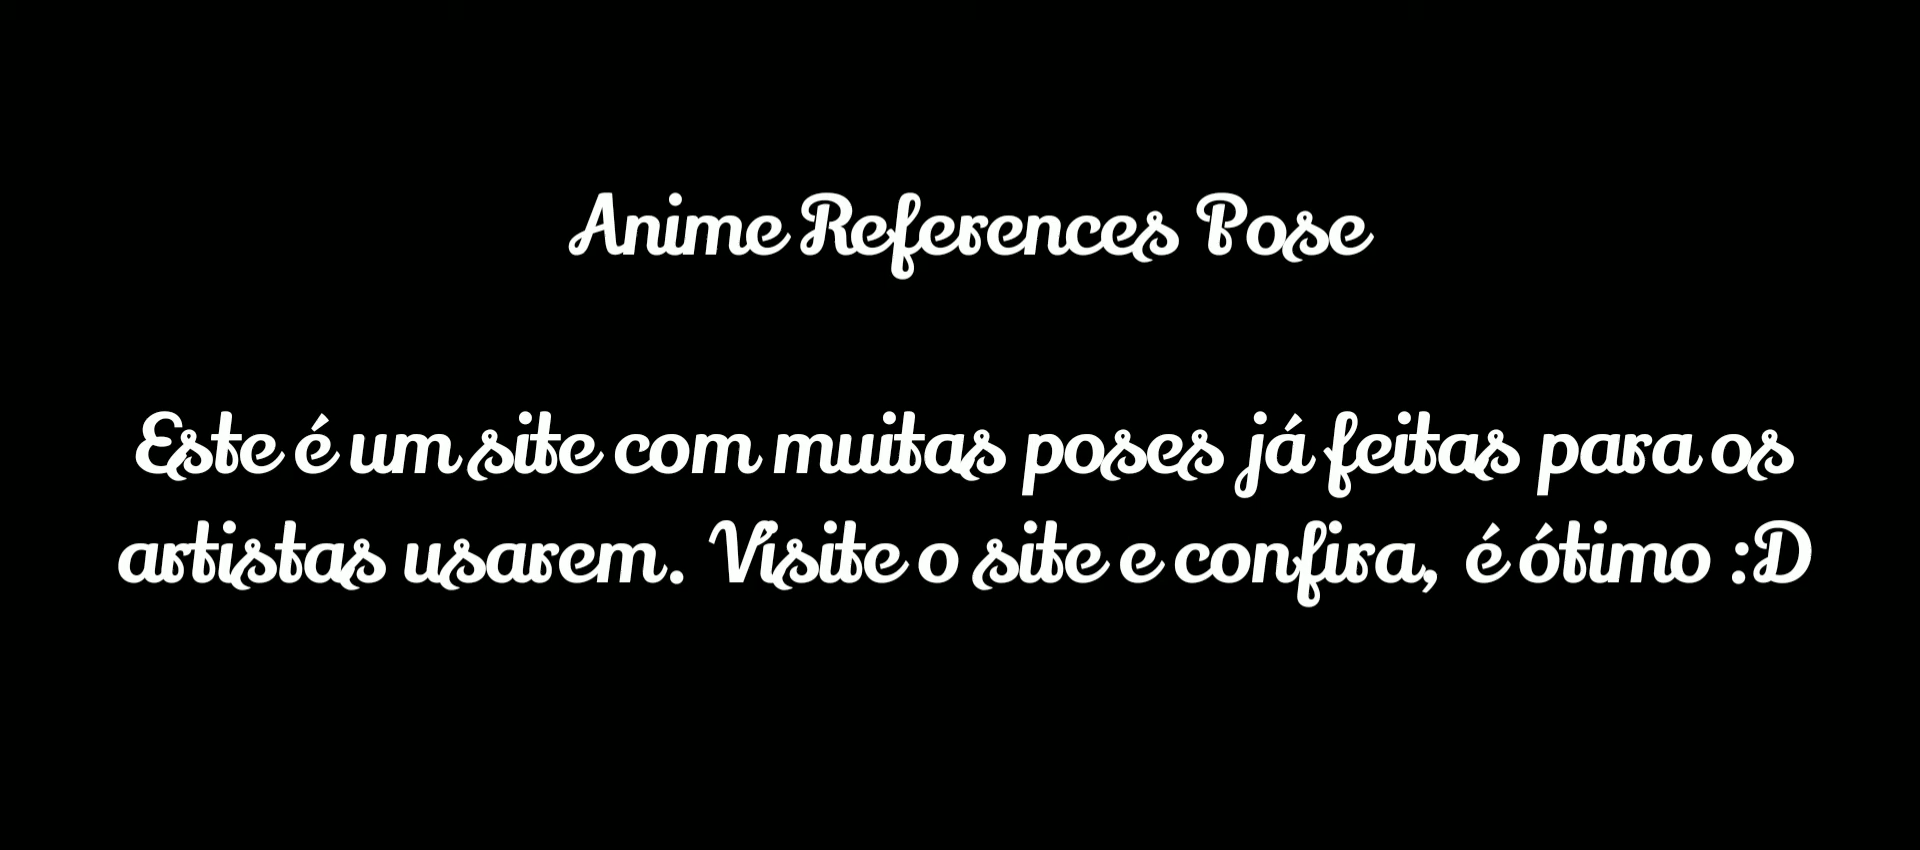 Anime References Pose
Este é um site com muitas poses já feitas para os
artistas usarem. Visite o site e confira, é ótimo :D